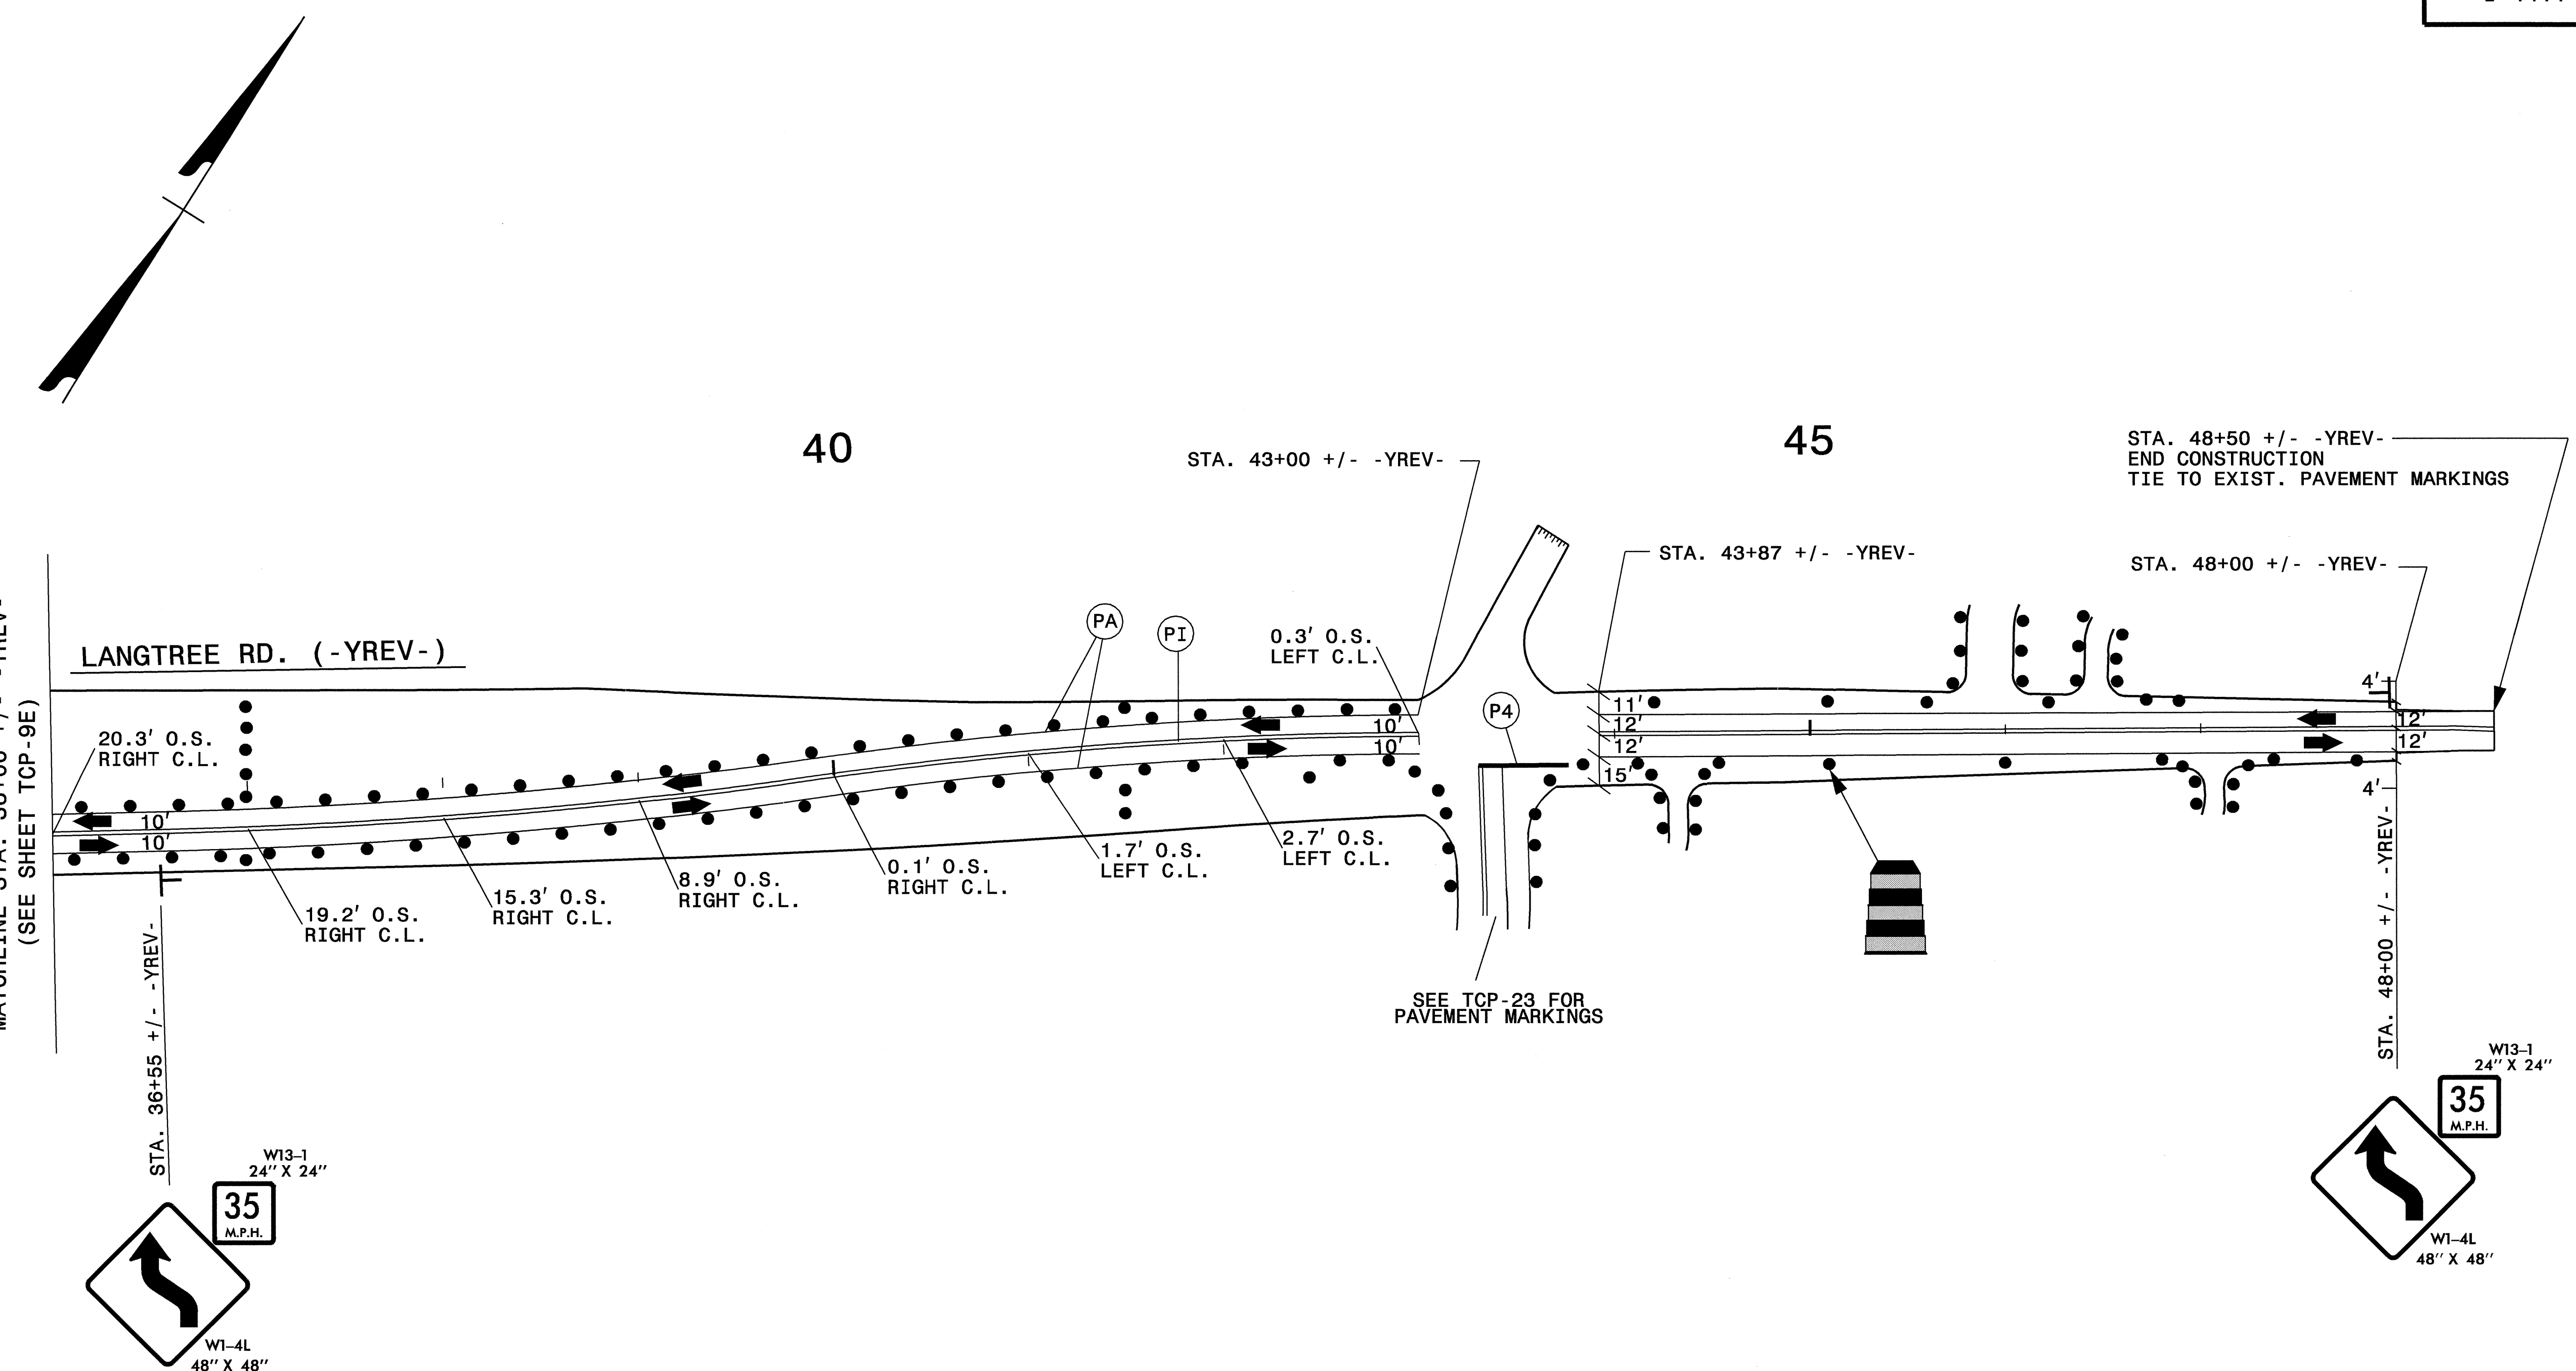 40
45
STA. 43+00 +/- -YREV-
STA. 48+50 +/- -YREV-
END CONSTRUCTION
TIE TO EXIST. PAVEMENT MARKINGS
STA. 43+87 +/- -YREV-
STA. 48+00 +/- -YREV-
(SEE SHEET TCP-9E)
LANGTREE RD. (-YREV-)
PA
PI
0.3' O.S.
LEFT C.L.
P4
20.3' O.S.
RIGHT C.L.
10'
10'
10'
10'
11'
12'
12'
15'
4'
12'
12'
4'
19.2' O.S.
RIGHT C.L.
15.3' O.S.
RIGHT C.L.
8.9' O.S.
RIGHT C.L.
0.1' O.S.
RIGHT C.L.
1.7' O.S.
LEFT C.L.
2.7' O.S.
LEFT C.L.
SEE TCP-23 FOR
PAVEMENT MARKINGS
STA. 36+55 +/- -YREV-
STA. 48+00 +/- -YREV-
W13-1
24" X 24"
35
M.P.H.
W1-4L
48" X 48"
W13-1
24" X 24"
35
M.P.H.
W1-4L
48" X 48"